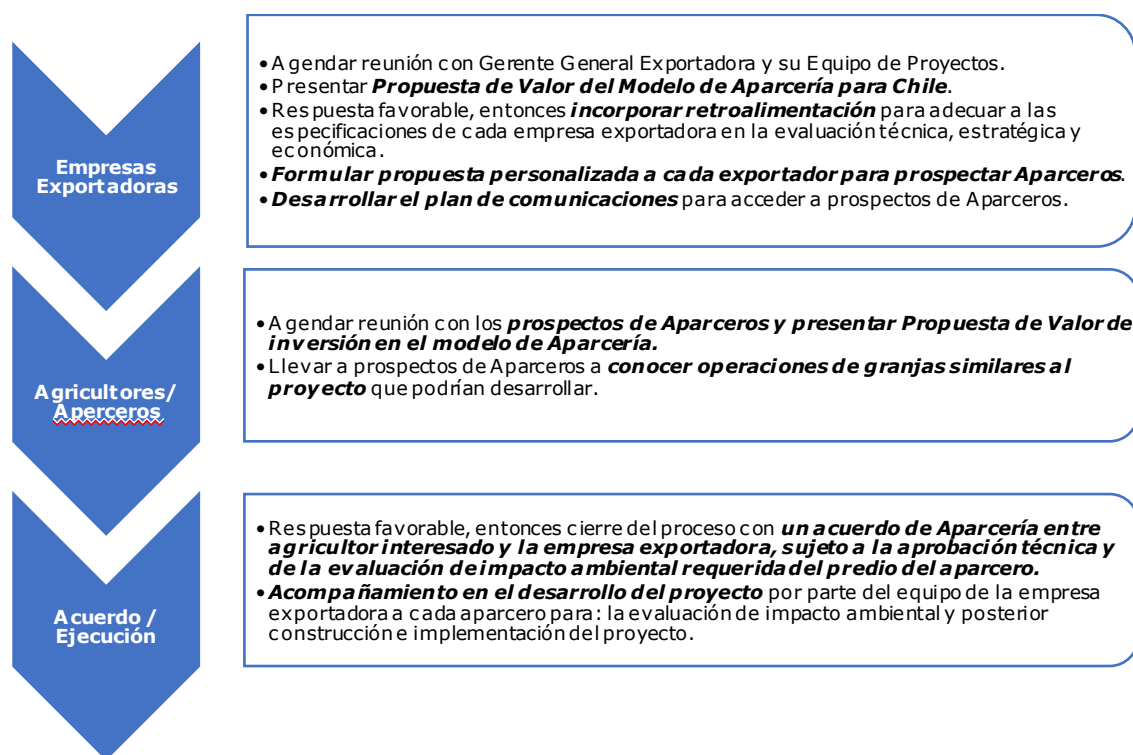 Empresas
Exportadoras
•Agendar reunión con Gerente General Exportadora y su Equipo de Proyectos.
•Presentar Propuesta de Valor del Modelo de Aparcería para Chile.
•Respuesta favorable, entonces incorporar retroalimentación para adecuar a las
especificaciones de cada empresa exportadora en la evaluación técnica, estratégica y
económica.
•Formular propuesta personalizada a cada exportador para prospectar Aparceros.
•Desarrollar el plan de comunicaciones para acceder a prospectos de Aparceros.
Agricultores/
Aperceros
•Agendar reunión con los prospectos de Aparceros y presentar Propuesta de Valor de
inversión en el modelo de Aparcería.
•Llevar a prospectos de Aparceros a conocer operaciones de granjas similares al
proyecto que podrían desarrollar.
Acuerdo /
Ejecución
•Respuesta favorable, entonces cierre del proceso con un acuerdo de Aparcería entre
agricultor interesado y la empresa exportadora, sujeto a la aprobación técnica y
de la evaluación de impacto ambiental requerida del predio del aparcero.
•Acompañamiento en el desarrollo del proyecto por parte del equipo de la empresa
exportadora a cada aparcero para: la evaluación de impacto ambiental y posterior
construcción e implementación del proyecto.